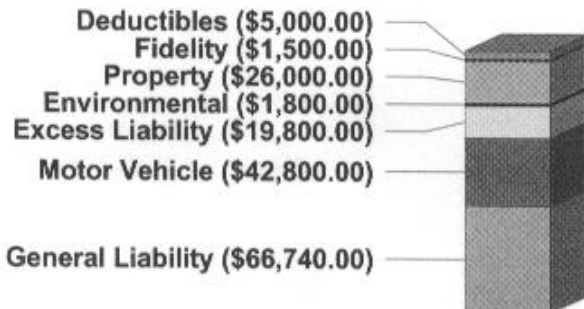 Deductibles ($5,000.00)
Fidelity ($1,500.00)
Property ($26,000.00)
Environmental ($1,800.00)
Excess Liability ($19,800.00)
Motor Vehicle ($42,800.00)
General Liability ($66,740.00)